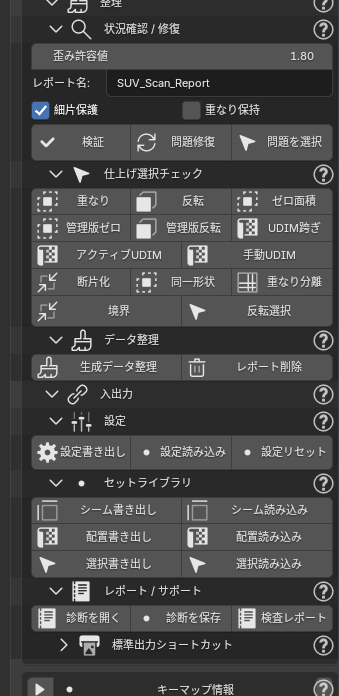 整理
状況確認 / 修復
歪み許容値 1.80
レポート名: SUV_Scan_Report
細片保護 重なり保持
検証 問題修復 問題を選択
仕上げ選択チェック
重なり 反転 ゼロ面積
管理版ゼロ 管理版反転 UDIM跨ぎ
アクティブUDIM 手動UDIM
断片化 同一形状 重なり分離
境界 反転選択
データ整理
生成データ整理 レポート削除
入出力
設定
設定書き出し 設定読み込み 設定リセット
セットライブラリ
シーム書き出し シーム読み込み
配置書き出し 配置読み込み
選択書き出し 選択読み込み
レポート / サポート
診断を開く 診断を保存 検査レポート
標準出力ショートカット
キーマップ情報